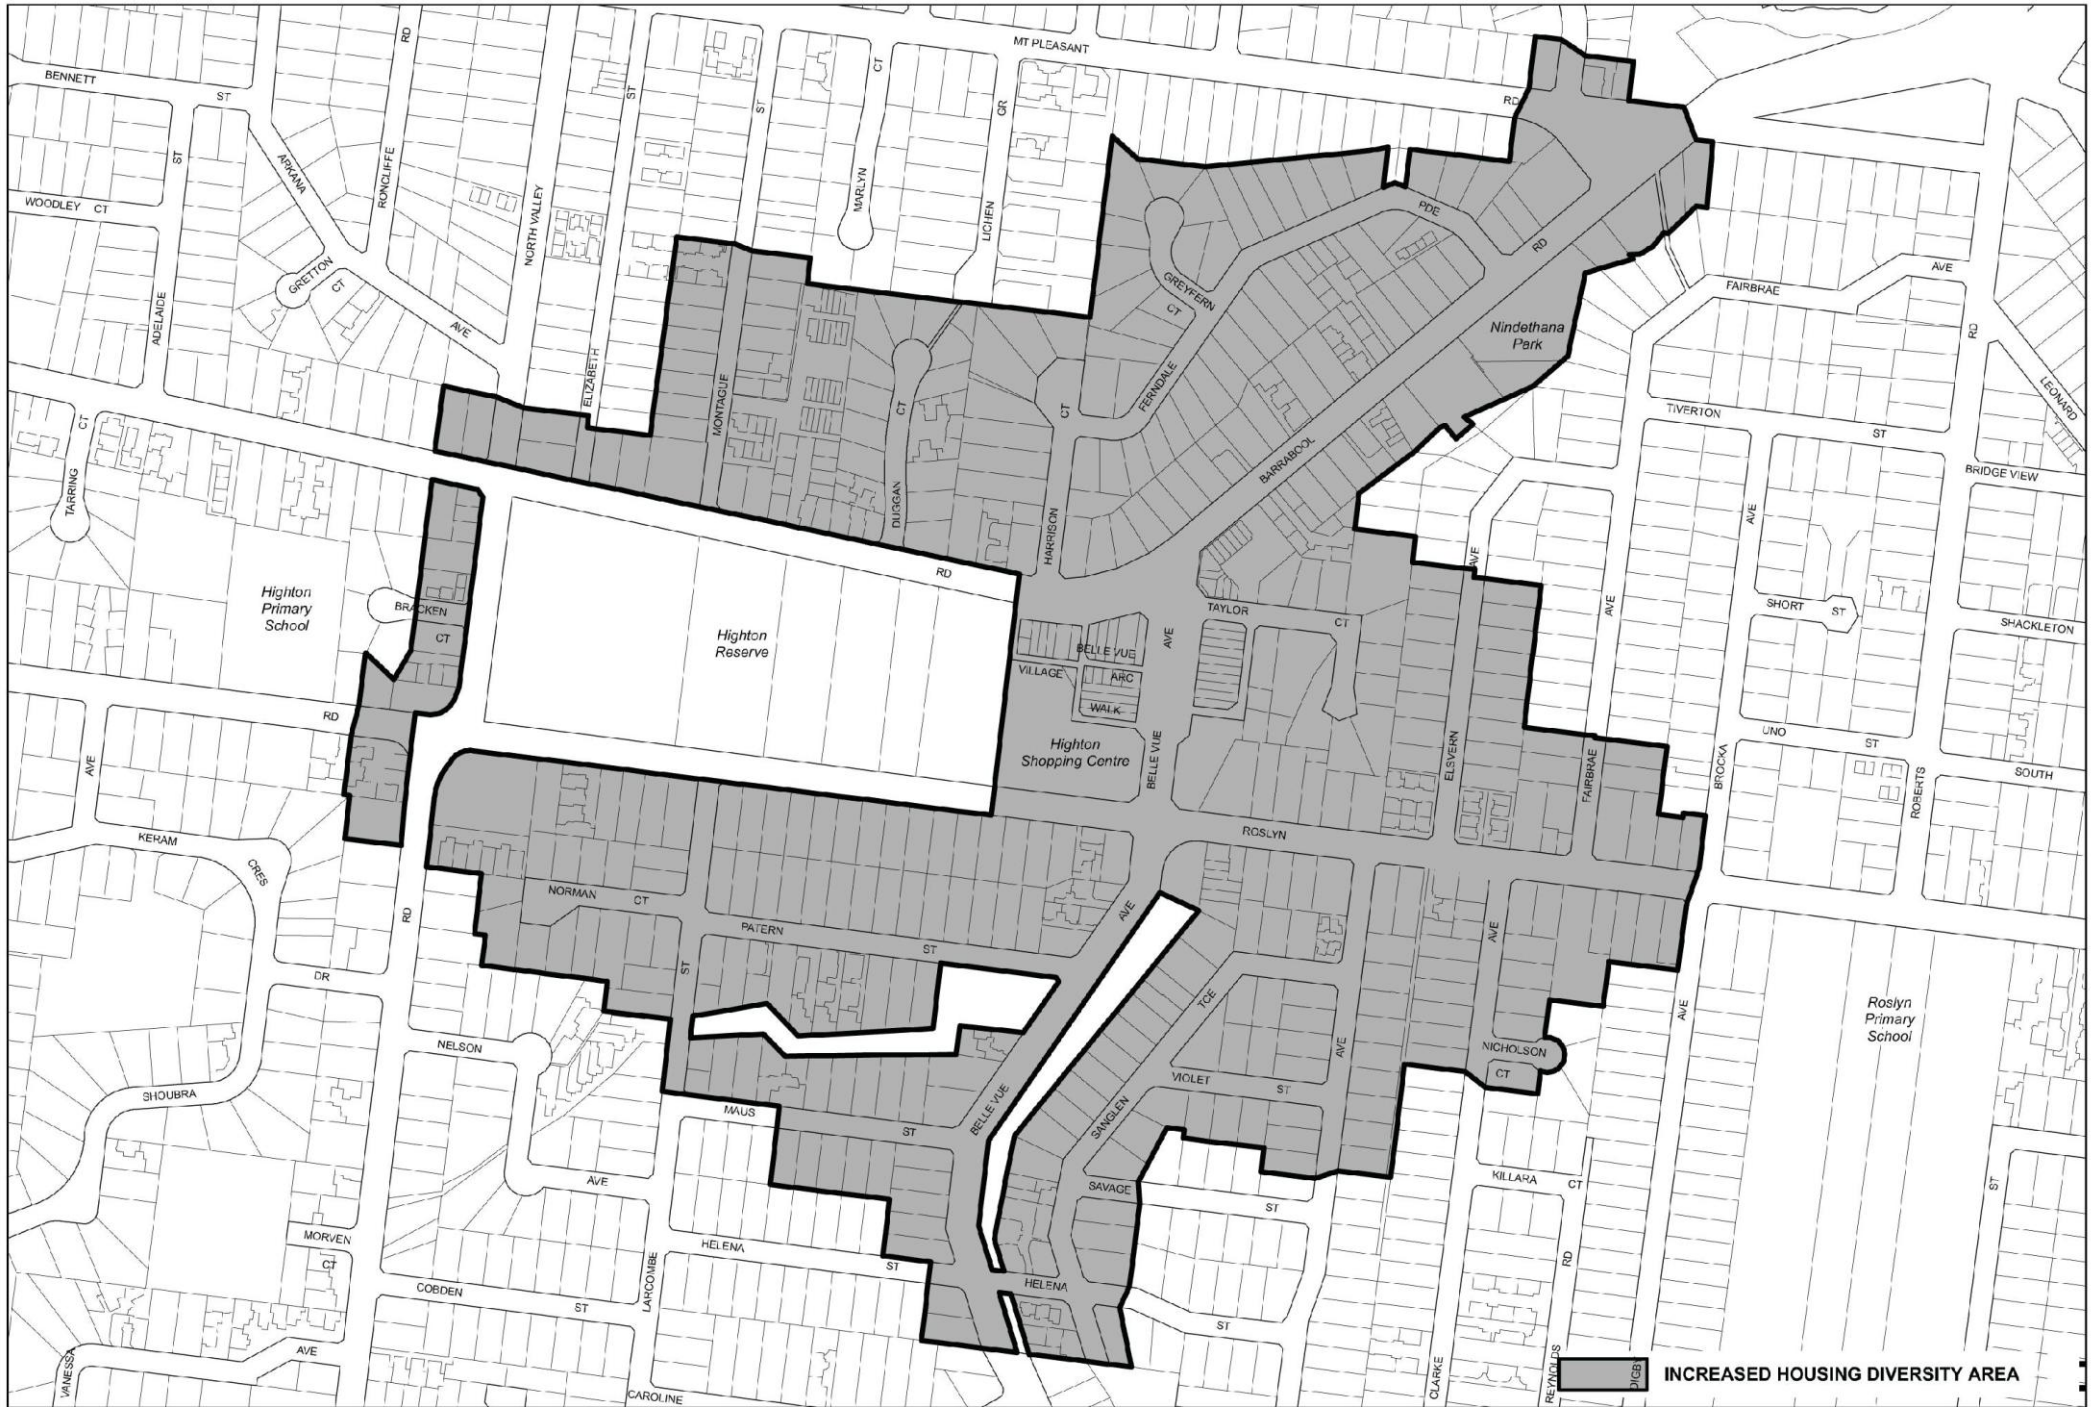 MT PLEASANT
RD
BENNETT
ST
RD
ST
ST
CT
GR
RD
ARKANA
RONCLIFFE
ST
WOODLEY CT
NORTH VALLEY
MARLYN
LICHEN
PDE
RD
GRETTON
CT
ADELAIDE
AVE
GREYFERN
CT
FAIRBRAE
AVE
Nindethana
Park
RD
ELIZABETH
MONTAGUE
CT
CT
FERNDALE
LEONARD
TIVERTON
ST
BARRABOOL
BRIDGE VIEW
CT
TARRING
DUGGAN
HARRISON
AVE
AVE
RD
Highton
Primary
School
BRACKEN
CT
Highton
Reserve
TAYLOR
CT
AVE
SHORT
ST
SHACKLETON
BELLE VUE
ARC
VILLAGE
WALK
AVE
RD
Highton
Shopping Centre
BELLE VUE
ELSVERN
FAIRBRAE
BROCKA
UNO
ST
SOUTH
ROBERTS
AVE
KERAM
CRES
ROSLYN
NORMAN
CT
RD
PATERN
ST
AVE
AVE
ST
DR
TCE
AVE
Roslyn
Primary
School
NELSON
AVE
NICHOLSON
CT
SHOUBRA
VIOLET
ST
BELLE VUE
SANGLEN
MAUS
ST
AVE
SAVAGE
ST
KILLARA
CT
ST
MORVEN
CT
HELENA
ST
LARCOMBE
HELENA
RD
COBDEN
ST
ST
AVE
VANESSA
CAROLINE
CLARKE
REYNOLDS
DIGBY
INCREASED HOUSING DIVERSITY AREA